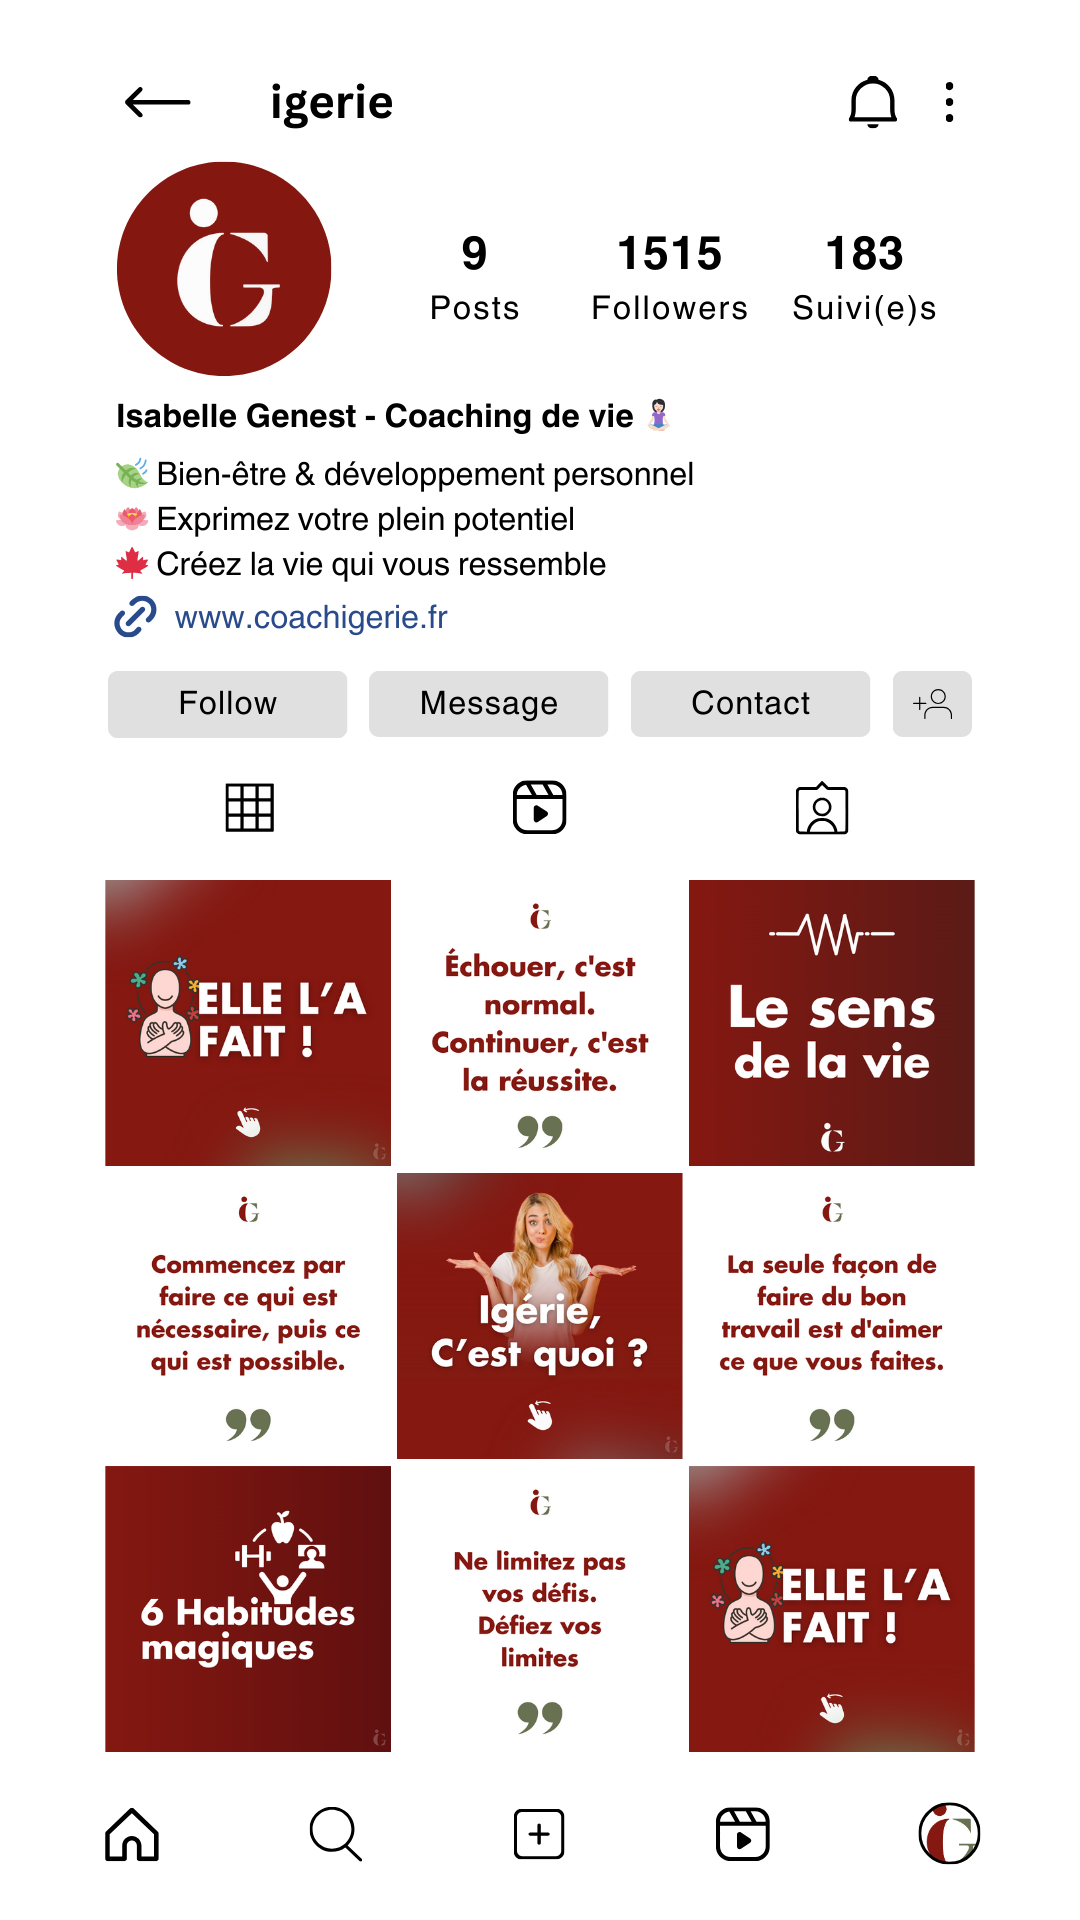 igerie
9
1515
183
Posts
Followers
Suivi(e)s
Isabelle Genest - Coaching de vie
Bien-être & développement personnel
Exprimez votre plein potentiel
Créez la vie qui vous ressemble
www.coachigerie.fr
Follow
Message
Contact
ELLE L’A
FAIT !
Échouer, c'est
normal.
Continuer, c'est
la réussite.
Le sens
de la vie
Commencez par
faire ce qui est
nécessaire, puis ce
qui est possible.
Igérie,
C’est quoi ?
La seule façon de
faire du bon
travail est d'aimer
ce que vous faites.
6 Habitudes
magiques
Ne limitez pas
vos défis.
Défiez vos
limites
ELLE L’A
FAIT !